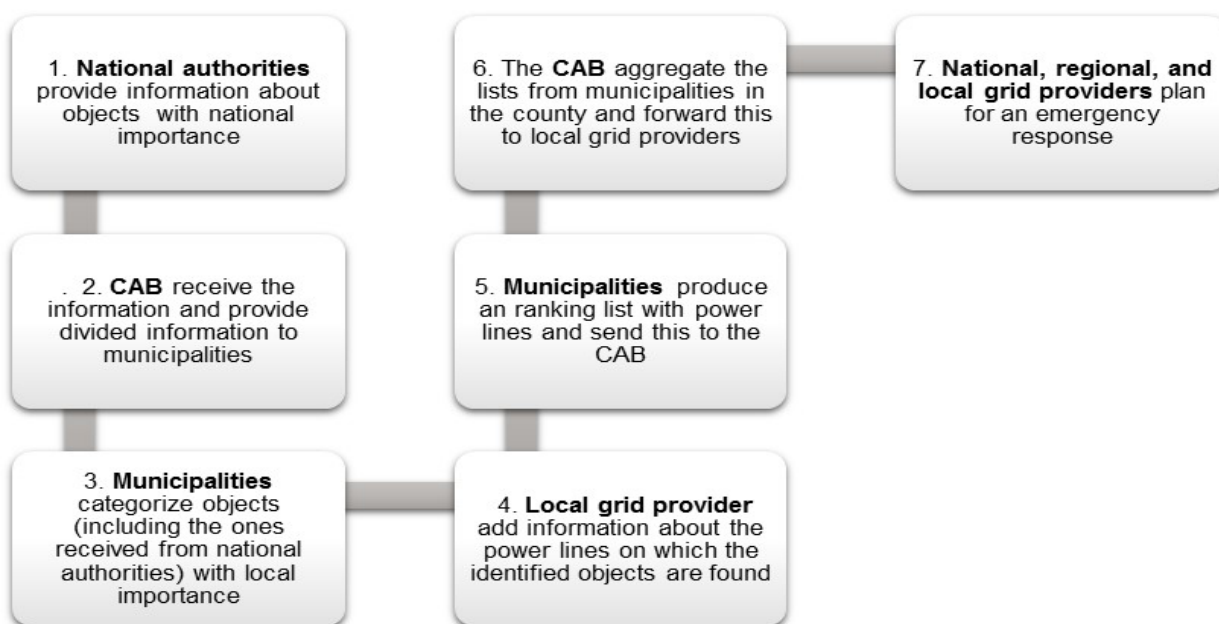 1. National authorities
provide information about
objects with national
importance
. 2. CAB receive the
information and provide
divided information to
municipalities
3. Municipalities
categorize objects
(including the ones
received from national
authorities) with local
importance
4. Local grid provider
add information about the
power lines on which the
identified objects are found
5. Municipalities produce
an ranking list with power
lines and send this to the
CAB
6. The CAB aggregate the
lists from municipalities in
the county and forward this
to local grid providers
7. National, regional, and
local grid providers plan
for an emergency
response